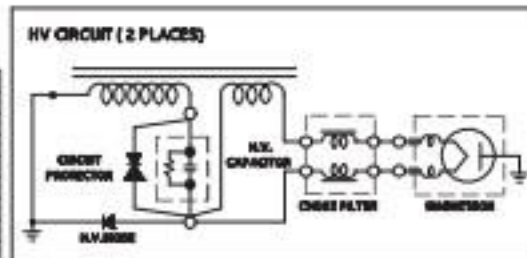 HV CIRCUIT ( 2 PLACES)
H.V.
CAPACITOR
CIRCUIT
PROTECTOR
H.V.DIODE
CHOKE FILTER
MAGNETRON